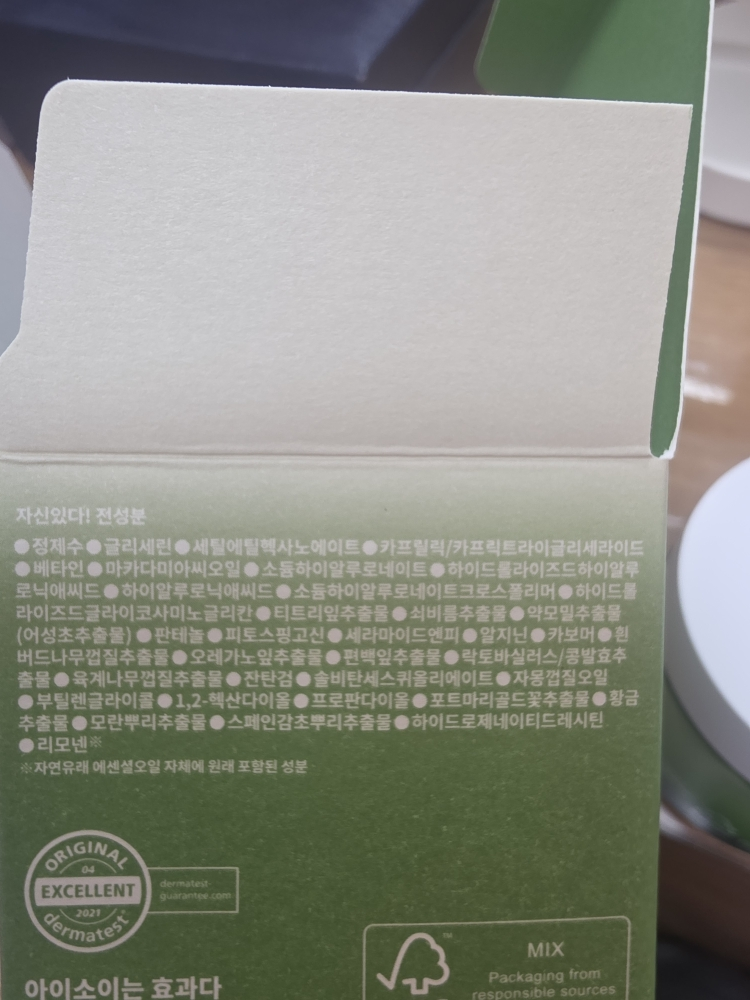 자신있다! 전성분
●정제수●글리세린●세틸에틸헥사노에이트●카프릴릭/카프릭트라이글리세라이드
●베타인●마카다미아씨오일●소듐하이알루로네이트●하이드롤라이즈드하이알루
로닉애씨드●하이알루로닉애씨드●소듐하이알루로네이트크로스폴리머●하이드롤
라이즈드글라이코사미노글리칸●티트리잎추출물●쇠비름추출물●약모밀추출물
(어성초추출물)●판테놀●피토스핑고신●세라마이드엔피●알지닌●카보머●흰
버드나무껍질추출물●오레가노잎추출물●편백잎추출물●락토바실러스/콩발효추
출물●육계나무껍질추출물●잔탄검●솔비탄세스퀴올리에이트●자몽껍질오일
●부틸렌글라이콜●1,2-헥산다이올●프로판다이올●포트마리골드꽃추출물●황금
추출물●모란뿌리추출물●스페인감초뿌리추출물●하이드로제네이티드레시틴
●리모넨※
※자연유래 에센셜오일 자체에 원래 포함된 성분
ORIGINAL
04
EXCELLENT
2021
dermatest®
dermatest-
guarantee.com
아이소이는 효과다
™
MIX
Packaging from
responsible sources